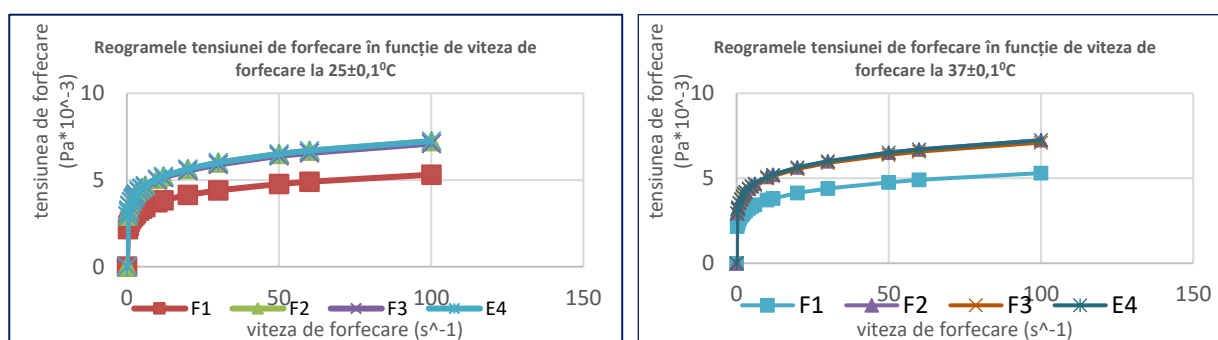 Reogramele tensiunei de forfecare în funcție de viteza de
forfecare la 25±0,1⁰C
tensiunea de forfecare
(Pa*10^-3)
10
5
0
0
50
100
150
F1
F2
F3
E4
viteza de forfecare (s^-1)
Reogramele tensiunei de forfecare în funcție de viteza de
forfecare la 37±0,1⁰C
tensiunea de forfecare
(Pa*10^-3)
10
5
0
0
50
100
150
F1
F2
F3
E4
viteza de forfecare (s^-1)